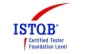 ISTQB®
Certified Tester
Foundation Level